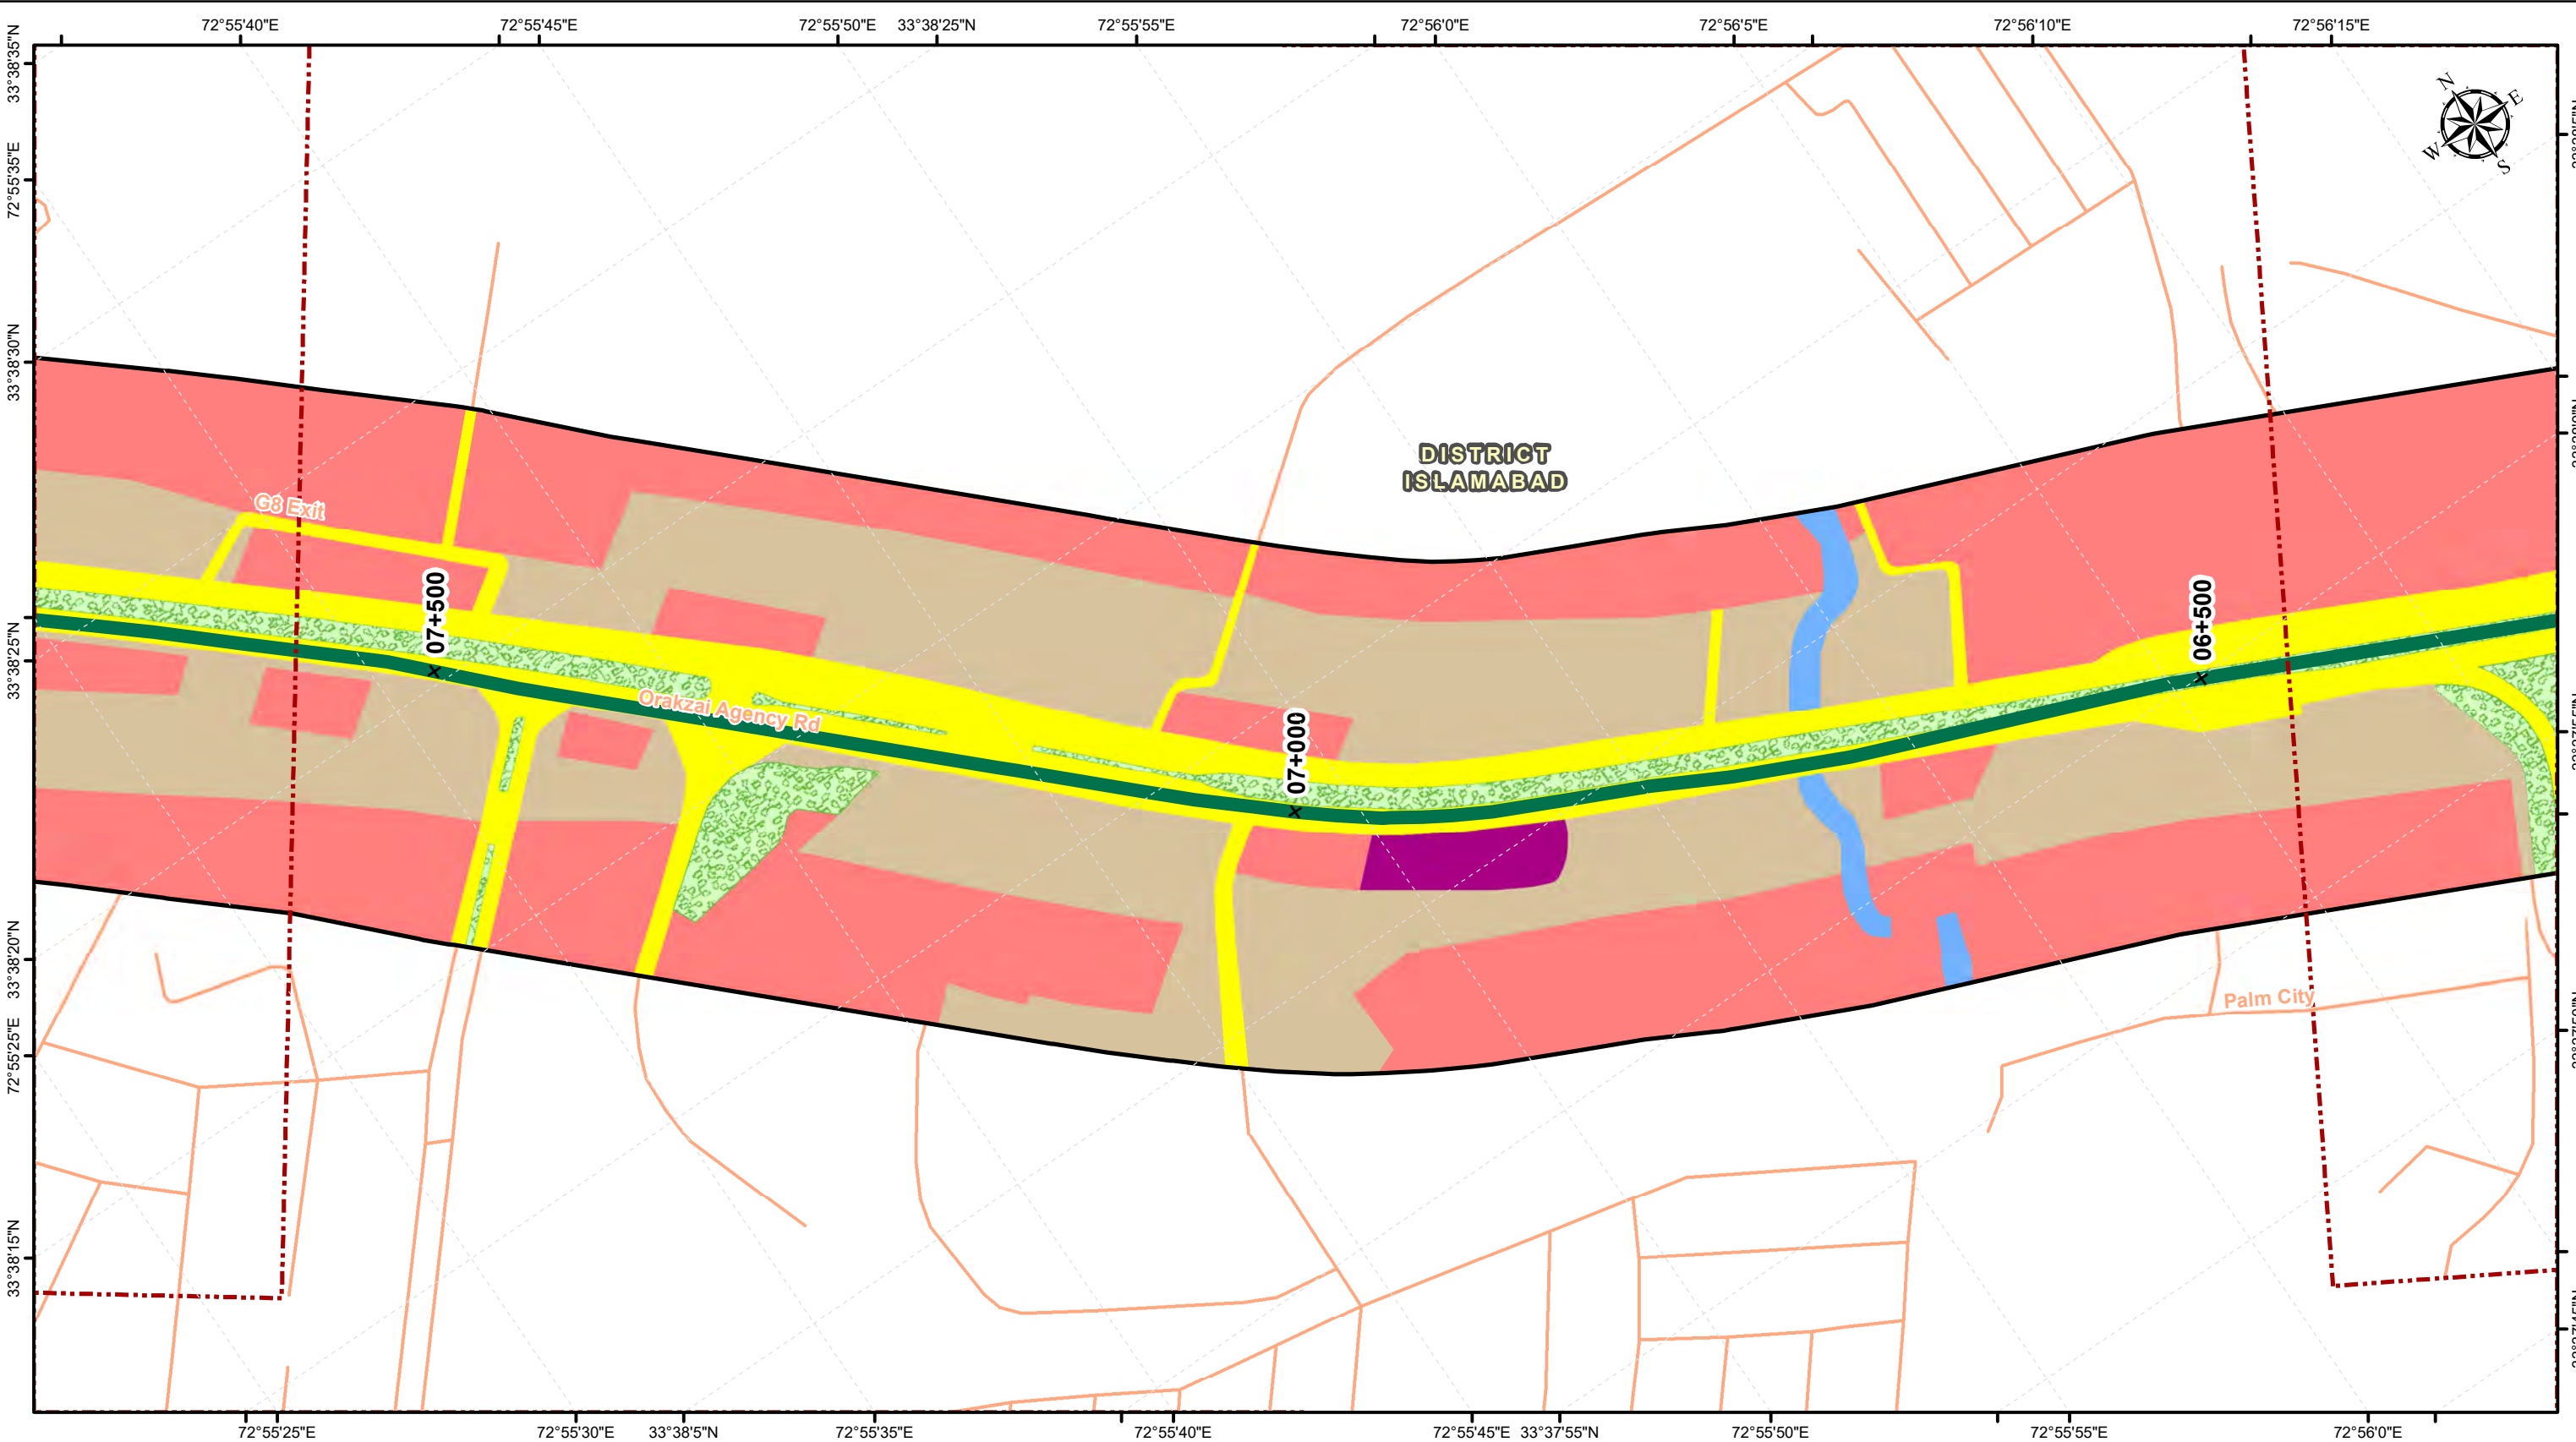 72°55'40"E 72°55'45"E 72°55'50"E 33°38'25"N 72°55'55"E 72°56'0"E 72°56'5"E 72°56'10"E 72°56'15"E
33°38'35"N
72°55'35"E
33°38'30"N
33°38'25"N
33°38'20"N
72°55'25"E
33°38'15"N
N
E
W
S
DISTRICT
ISLAMABAD
G8 Exit
07+500
Orakzai Agency Rd
07+000
06+500
Palm City
72°55'25"E 72°55'30"E 33°38'5"N 72°55'35"E 72°55'40"E 72°55'45"E 33°37'55"N 72°55'50"E 72°55'55"E 72°56'0"E